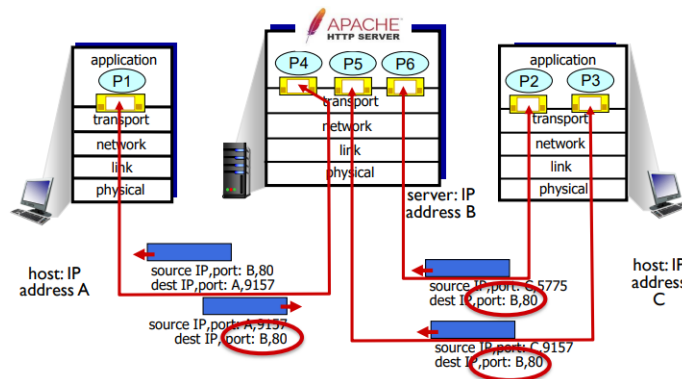 APACHE
HTTP SERVER
application
P1
transport
network
link
physical
P4
P5
P6
transport
network
link
physical
application
P2
P3
transport
network
link
physical
server: IP
address B
host: IP
address A
source IP,port: B,80
dest IP,port: A,9157
source IP,port: A,9157
dest IP,port: B,80
source IP,port: C,5775
dest IP,port: B,80
source IP,port: C,9157
dest IP,port: B,80
host: IP
address
C